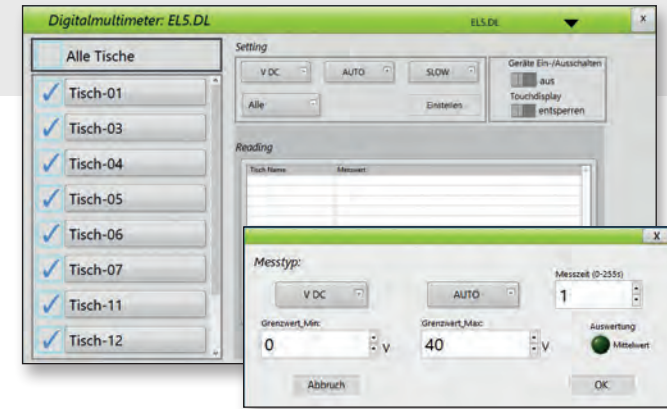 Digitalmultimeter: ELS.DL
ELS.DL
x
Alle Tische
Tisch-01
Tisch-03
Tisch-04
Tisch-05
Tisch-06
Tisch-07
Tisch-11
Tisch-12
Setting
V DC
AUTO
SLOW
Alle
Einstellen
Geräte Ein-/Ausschalten
aus
Touchdisplay
entsperren
Reading
Tisch Name
Messwert
x
Messtyp:
V DC
AUTO
Messzeit (0-255s)
1
Grenzwert_Min:
0 V
Grenzwert_Max:
40 V
Auswertung
Mittelwert
Abbruch
OK